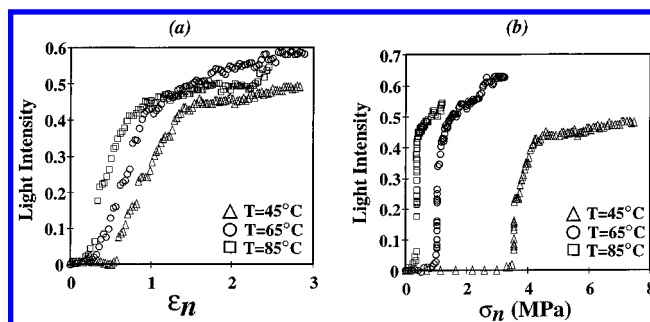 (a)
0.6
0.5
0.4
0.3
0.2
0.1
0
Light Intensity
△ T=45°C
○ T=65°C
□ T=85°C
0 1 2 3
εn
(b)
0.7
0.6
0.5
0.4
0.3
0.2
0.1
0
Light Intensity
△ T=45°C
○ T=65°C
□ T=85°C
0 2 4 6 8
σn (MPa)